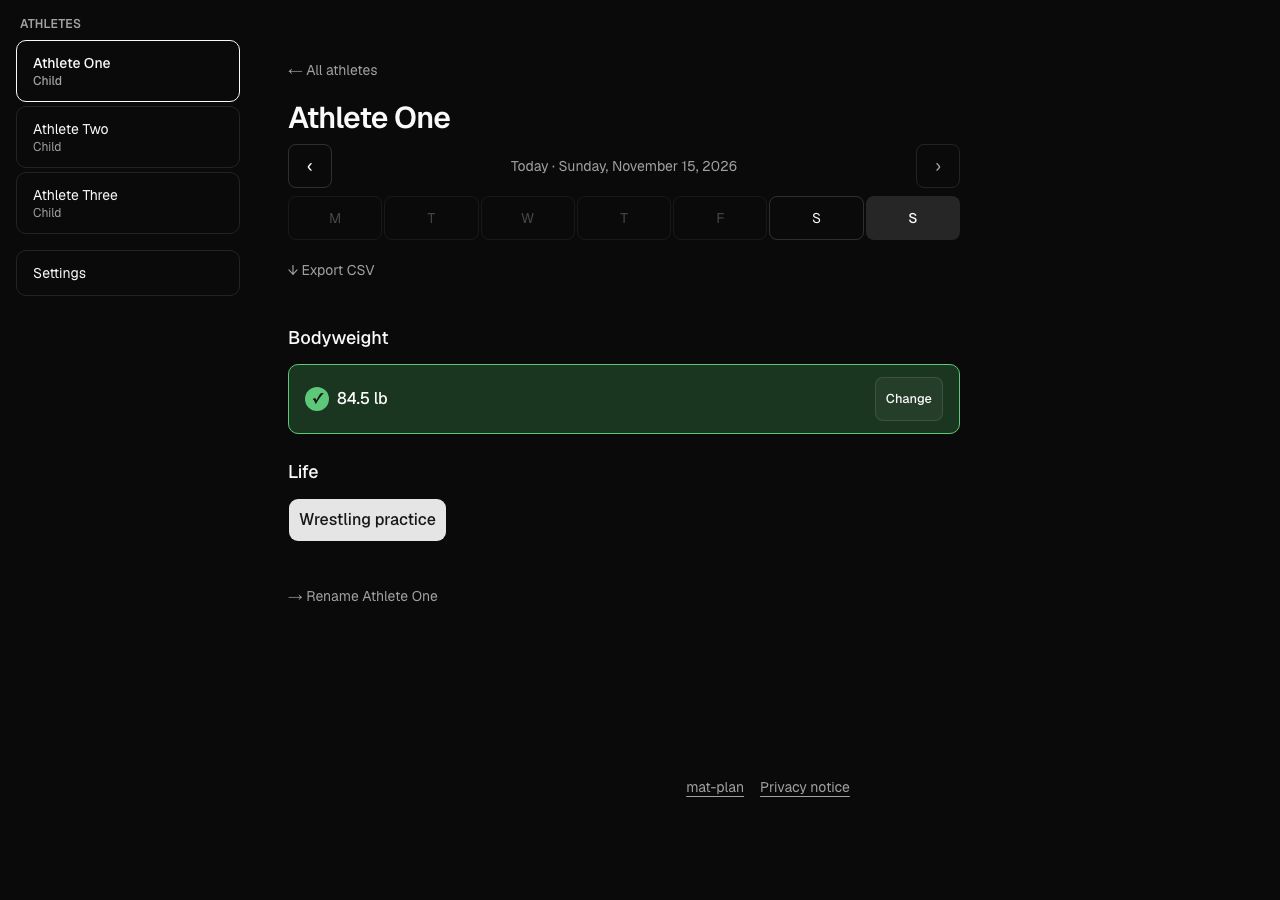 ATHLETES
Athlete One
Child
Athlete Two
Child
Athlete Three
Child
Settings
← All athletes
Athlete One
‹ Today · Sunday, November 15, 2026 ›
M T W T F S S
↓ Export CSV
Bodyweight
✓ 84.5 lb Change
Life
Wrestling practice
→ Rename Athlete One
mat-plan Privacy notice